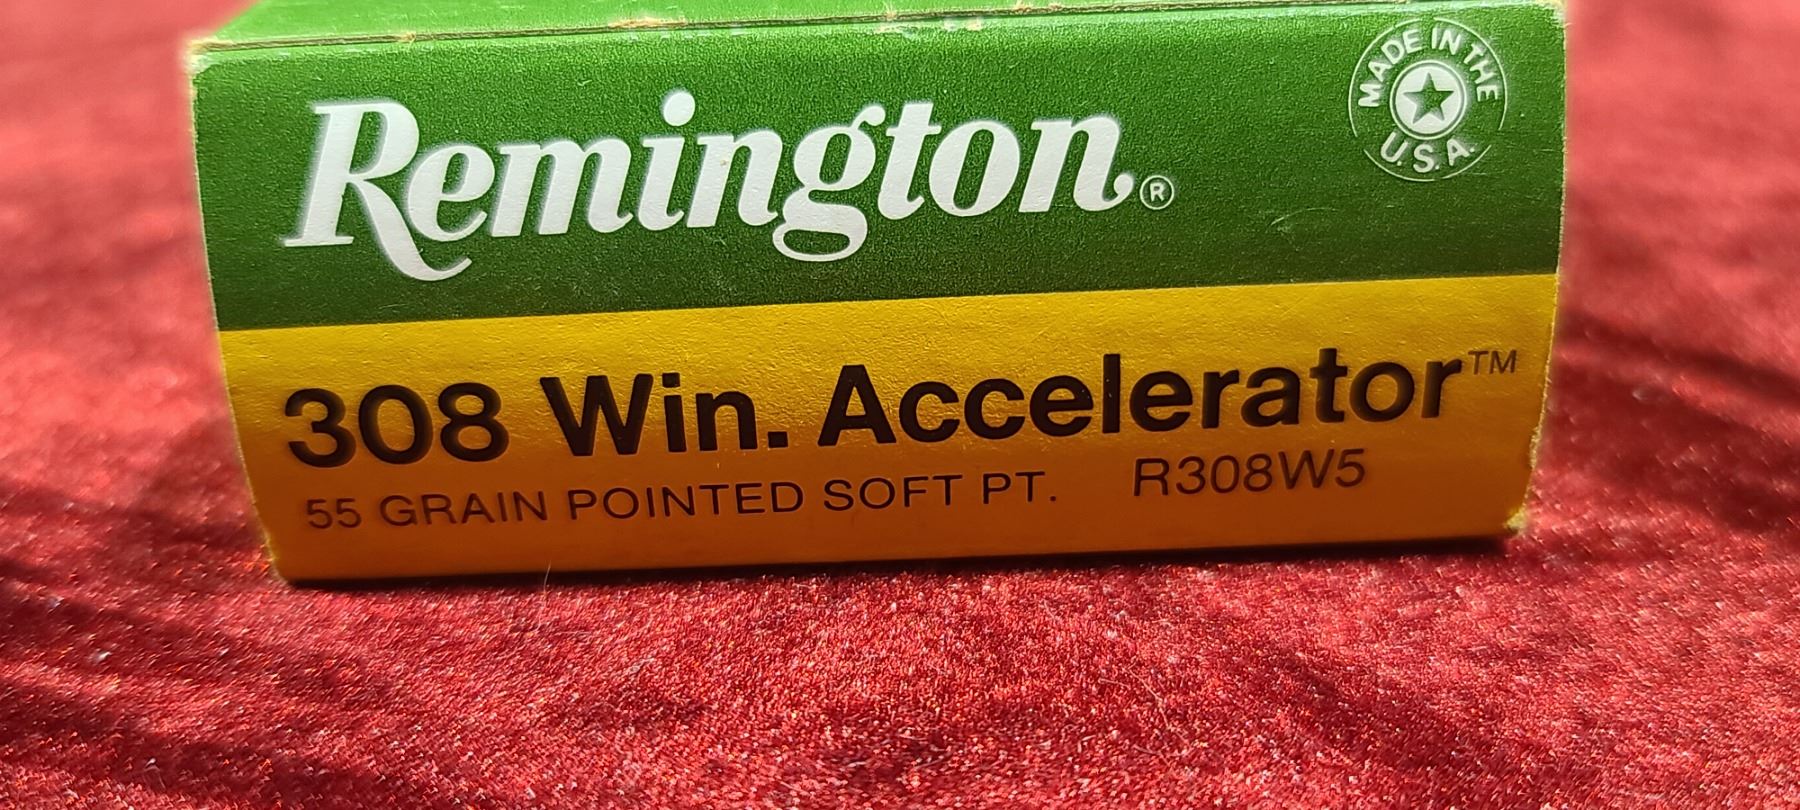 Remington®
MADE IN THE
U.S.A.
308 Win. Accelerator™
55 GRAIN POINTED SOFT PT. R308W5